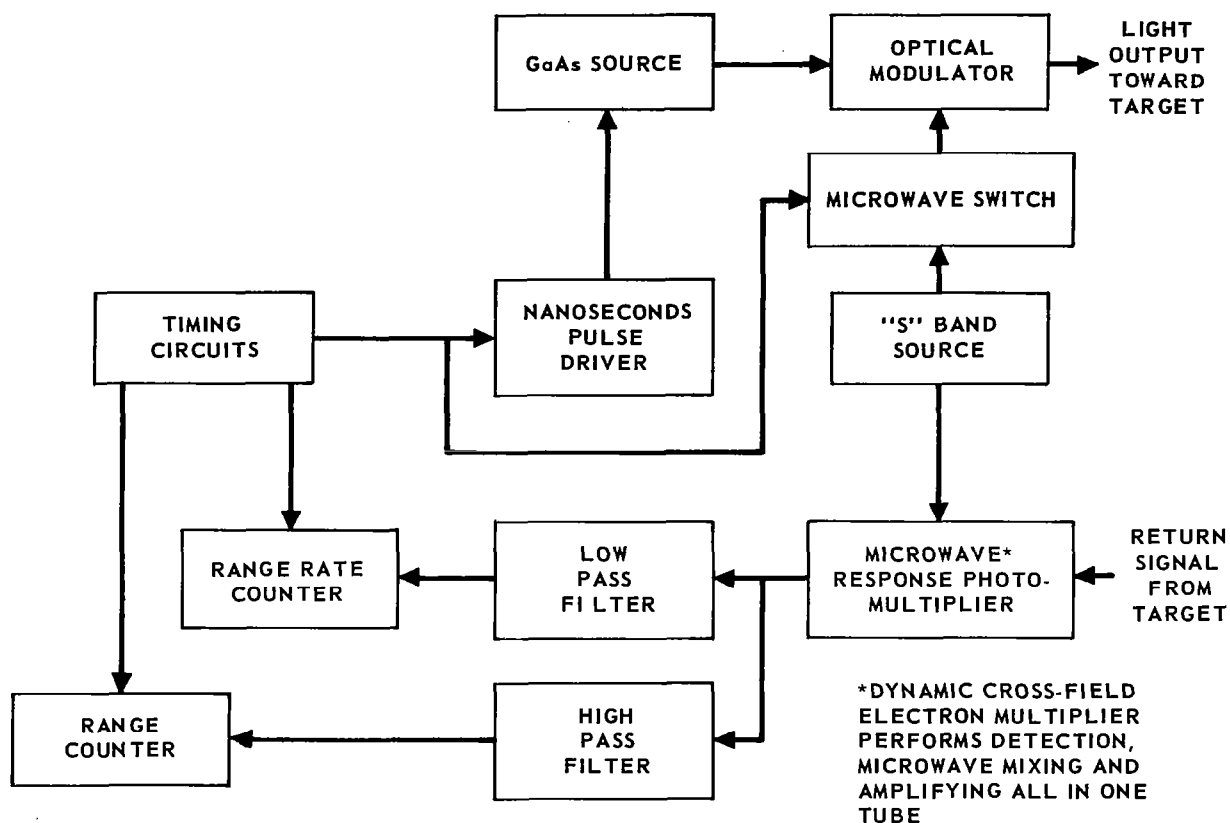 GaAs SOURCE
OPTICAL
MODULATOR
LIGHT
OUTPUT
TOWARD
TARGET
MICROWAVE SWITCH
TIMING
CIRCUITS
NANOSECONDS
PULSE
DRIVER
"S" BAND
SOURCE
RANGE RATE
COUNTER
LOW
PASS
FILTER
MICROWAVE*
RESPONSE PHOTO-
MULTIPLIER
RETURN
SIGNAL
FROM
TARGET
RANGE
COUNTER
HIGH
PASS
FILTER
*DYNAMIC CROSS-FIELD
ELECTRON MULTIPLIER
PERFORMS DETECTION,
MICROWAVE MIXING AND
AMPLIFYING ALL IN ONE
TUBE